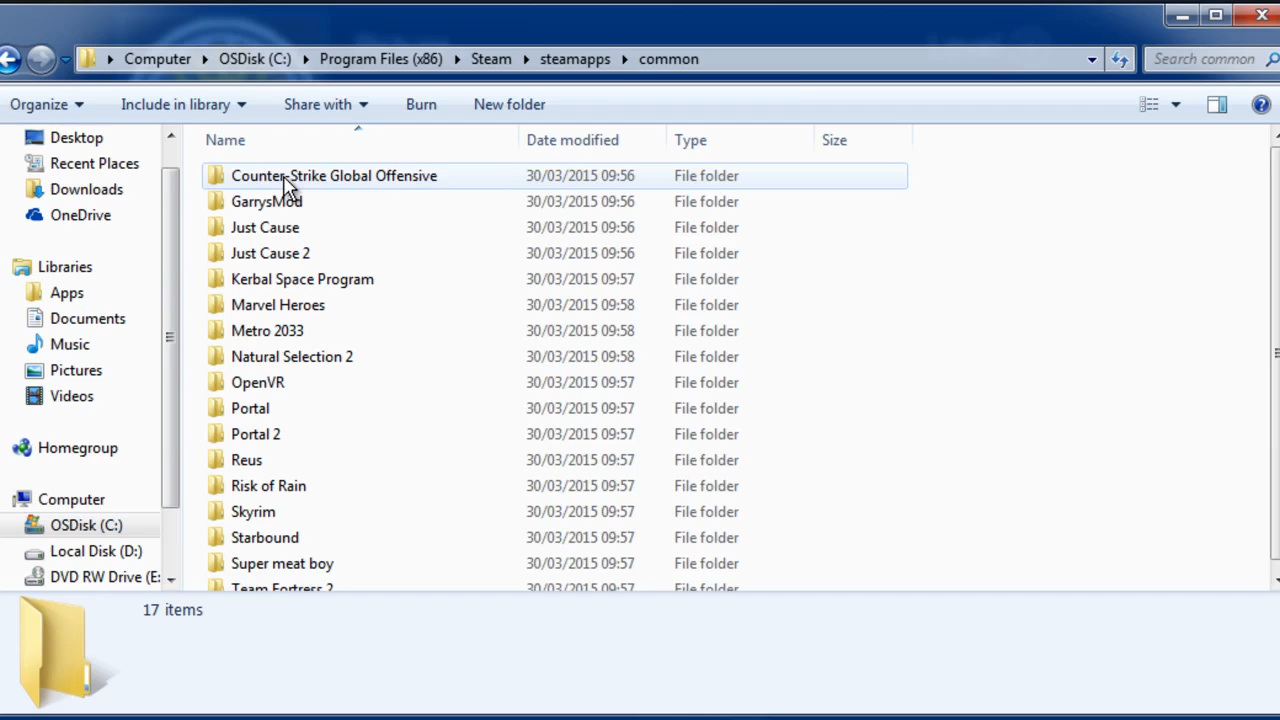 Computer OSDisk (C:) Program Files (x86) Steam steamapps common
Search common
Organize Include in library Share with Burn New folder
Desktop
Recent Places
Downloads
OneDrive
Libraries
Apps
Documents
Music
Pictures
Videos
Homegroup
Computer
OSDisk (C:)
Local Disk (D:)
DVD RW Drive (E:
Name Date modified Type Size
Counter-Strike Global Offensive 30/03/2015 09:56 File folder
GarrysMod 30/03/2015 09:56 File folder
Just Cause 30/03/2015 09:56 File folder
Just Cause 2 30/03/2015 09:56 File folder
Kerbal Space Program 30/03/2015 09:57 File folder
Marvel Heroes 30/03/2015 09:58 File folder
Metro 2033 30/03/2015 09:58 File folder
Natural Selection 2 30/03/2015 09:58 File folder
OpenVR 30/03/2015 09:57 File folder
Portal 30/03/2015 09:57 File folder
Portal 2 30/03/2015 09:57 File folder
Reus 30/03/2015 09:57 File folder
Risk of Rain 30/03/2015 09:57 File folder
Skyrim 30/03/2015 09:57 File folder
Starbound 30/03/2015 09:57 File folder
Super meat boy 30/03/2015 09:57 File folder
Team Fortress 2 30/03/2015 09:57 File folder
17 items